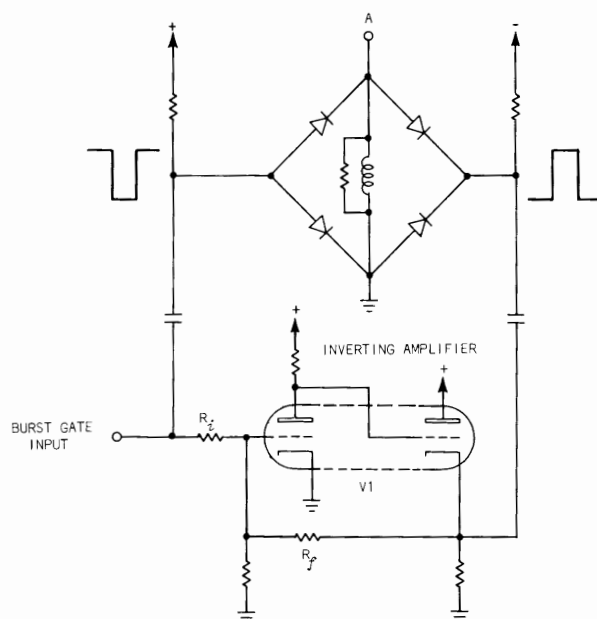 A
+
-
+
INVERTING AMPLIFIER
+
BURST GATE
INPUT
Ri
V1
Rf